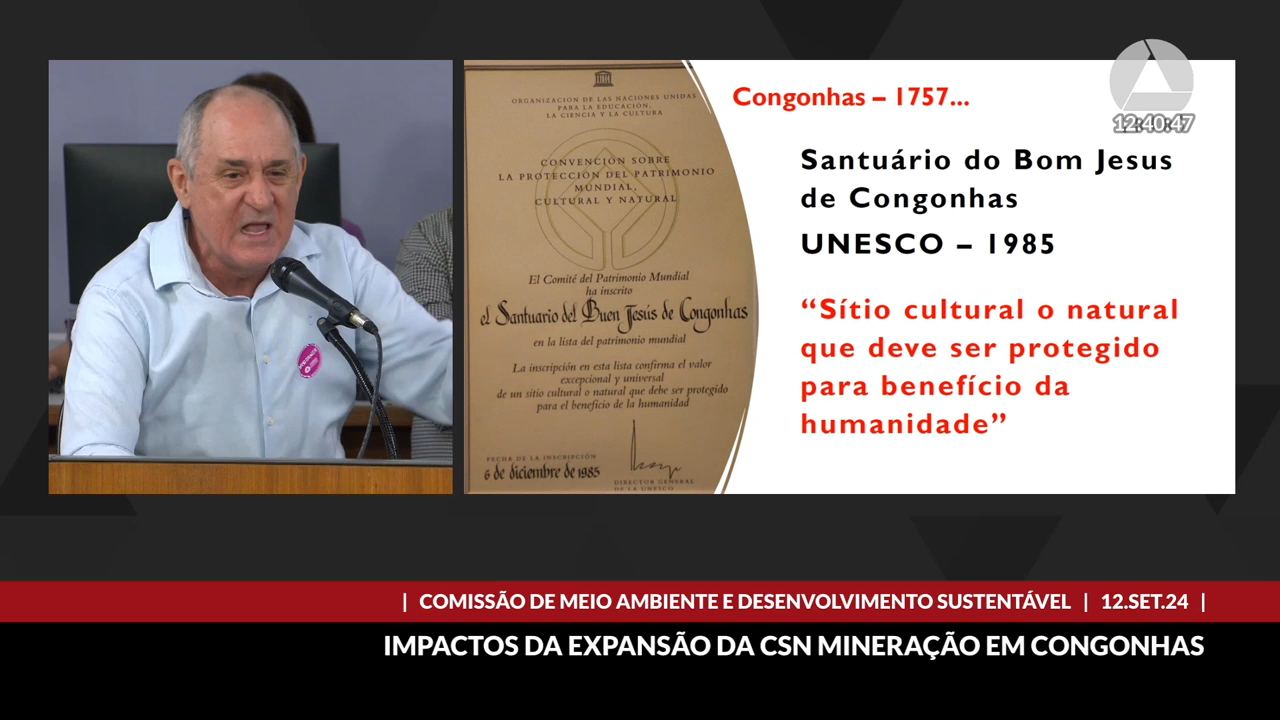 ORGANIZACIÓN DE LAS NACIONES UNIDAS
PARA LA EDUCACIÓN,
LA CIENCIA Y LA CULTURA
CONVENCIÓN SOBRE
LA PROTECCIÓN DEL PATRIMONIO
MUNDIAL,
CULTURAL Y NATURAL
El Comité del Patrimonio Mundial
ha inscrito
el Santuario del Buen Jesús de Congonhas
en la lista del patrimonio mundial
La inscripción en esta lista confirma el valor
excepcional y universal
de un sitio cultural o natural que debe ser protegido
para el beneficio de la humanidad
FECHA DE LA INSCRIPCIÓN
6 de diciembre de 1985
DIRECTOR GENERAL
DE LA UNESCO
Congonhas – 1757...
12:40:47
Santuário do Bom Jesus
de Congonhas
UNESCO – 1985
“Sítio cultural o natural
que deve ser protegido
para benefício da
humanidade”
| COMISSÃO DE MEIO AMBIENTE E DESENVOLVIMENTO SUSTENTÁVEL | 12.SET.24 |
IMPACTOS DA EXPANSÃO DA CSN MINERAÇÃO EM CONGONHAS